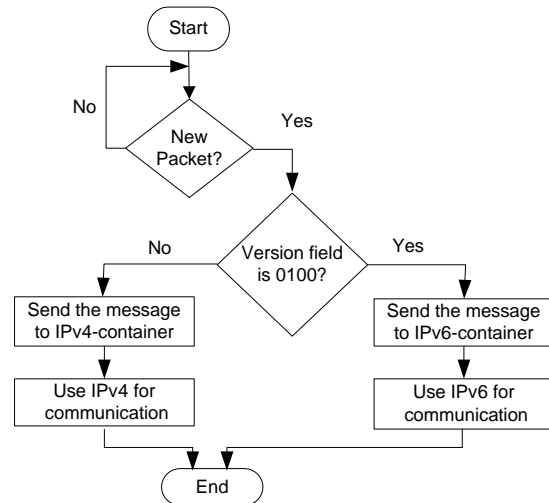 Start
No
New
Packet?
Yes
No
Version field
is 0100?
Yes
Send the message
to IPv4-container
Send the message
to IPv6-container
Use IPv4 for
communication
Use IPv6 for
communication
End